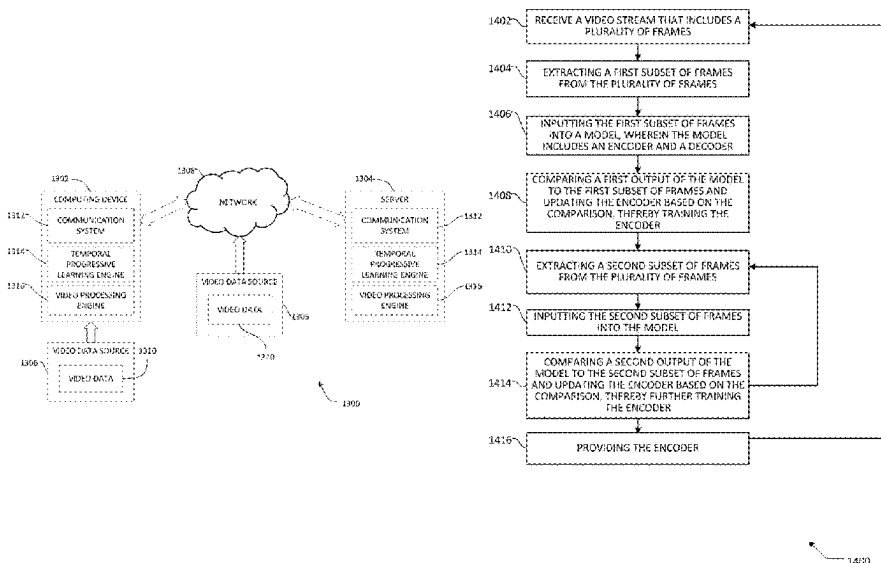 1302
COMPUTING DEVICE
1312
COMMUNICATION
SYSTEM
1314
TEMPORAL
PROGRESSIVE
LEARNING ENGINE
1316
VIDEO PROCESSING
ENGINE
1306
VIDEO DATA SOURCE
1310
VIDEO DATA
1308
NETWORK
VIDEO DATA SOURCE
1306
VIDEO DATA
1310
1304
SERVER
COMMUNICATION
SYSTEM
1312
TEMPORAL
PROGRESSIVE
LEARNING ENGINE
1314
VIDEO PROCESSING
ENGINE
1316
1300
1402
RECEIVE A VIDEO STREAM THAT INCLUDES A
PLURALITY OF FRAMES
1404
EXTRACTING A FIRST SUBSET OF FRAMES
FROM THE PLURALITY OF FRAMES
1406
INPUTTING THE FIRST SUBSET OF FRAMES
INTO A MODEL, WHEREIN THE MODEL
INCLUDES AN ENCODER AND A DECODER
1408
COMPARING A FIRST OUTPUT OF THE MODEL
TO THE FIRST SUBSET OF FRAMES AND
UPDATING THE ENCODER BASED ON THE
COMPARISON, THEREBY TRAINING THE
ENCODER
1410
EXTRACTING A SECOND SUBSET OF FRAMES
FROM THE PLURALITY OF FRAMES
1412
INPUTTING THE SECOND SUBSET OF FRAMES
INTO THE MODEL
1414
COMPARING A SECOND OUTPUT OF THE
MODEL TO THE SECOND SUBSET OF FRAMES
AND UPDATING THE ENCODER BASED ON THE
COMPARISON, THEREBY FURTHER TRAINING
THE ENCODER
1416
PROVIDING THE ENCODER
1400